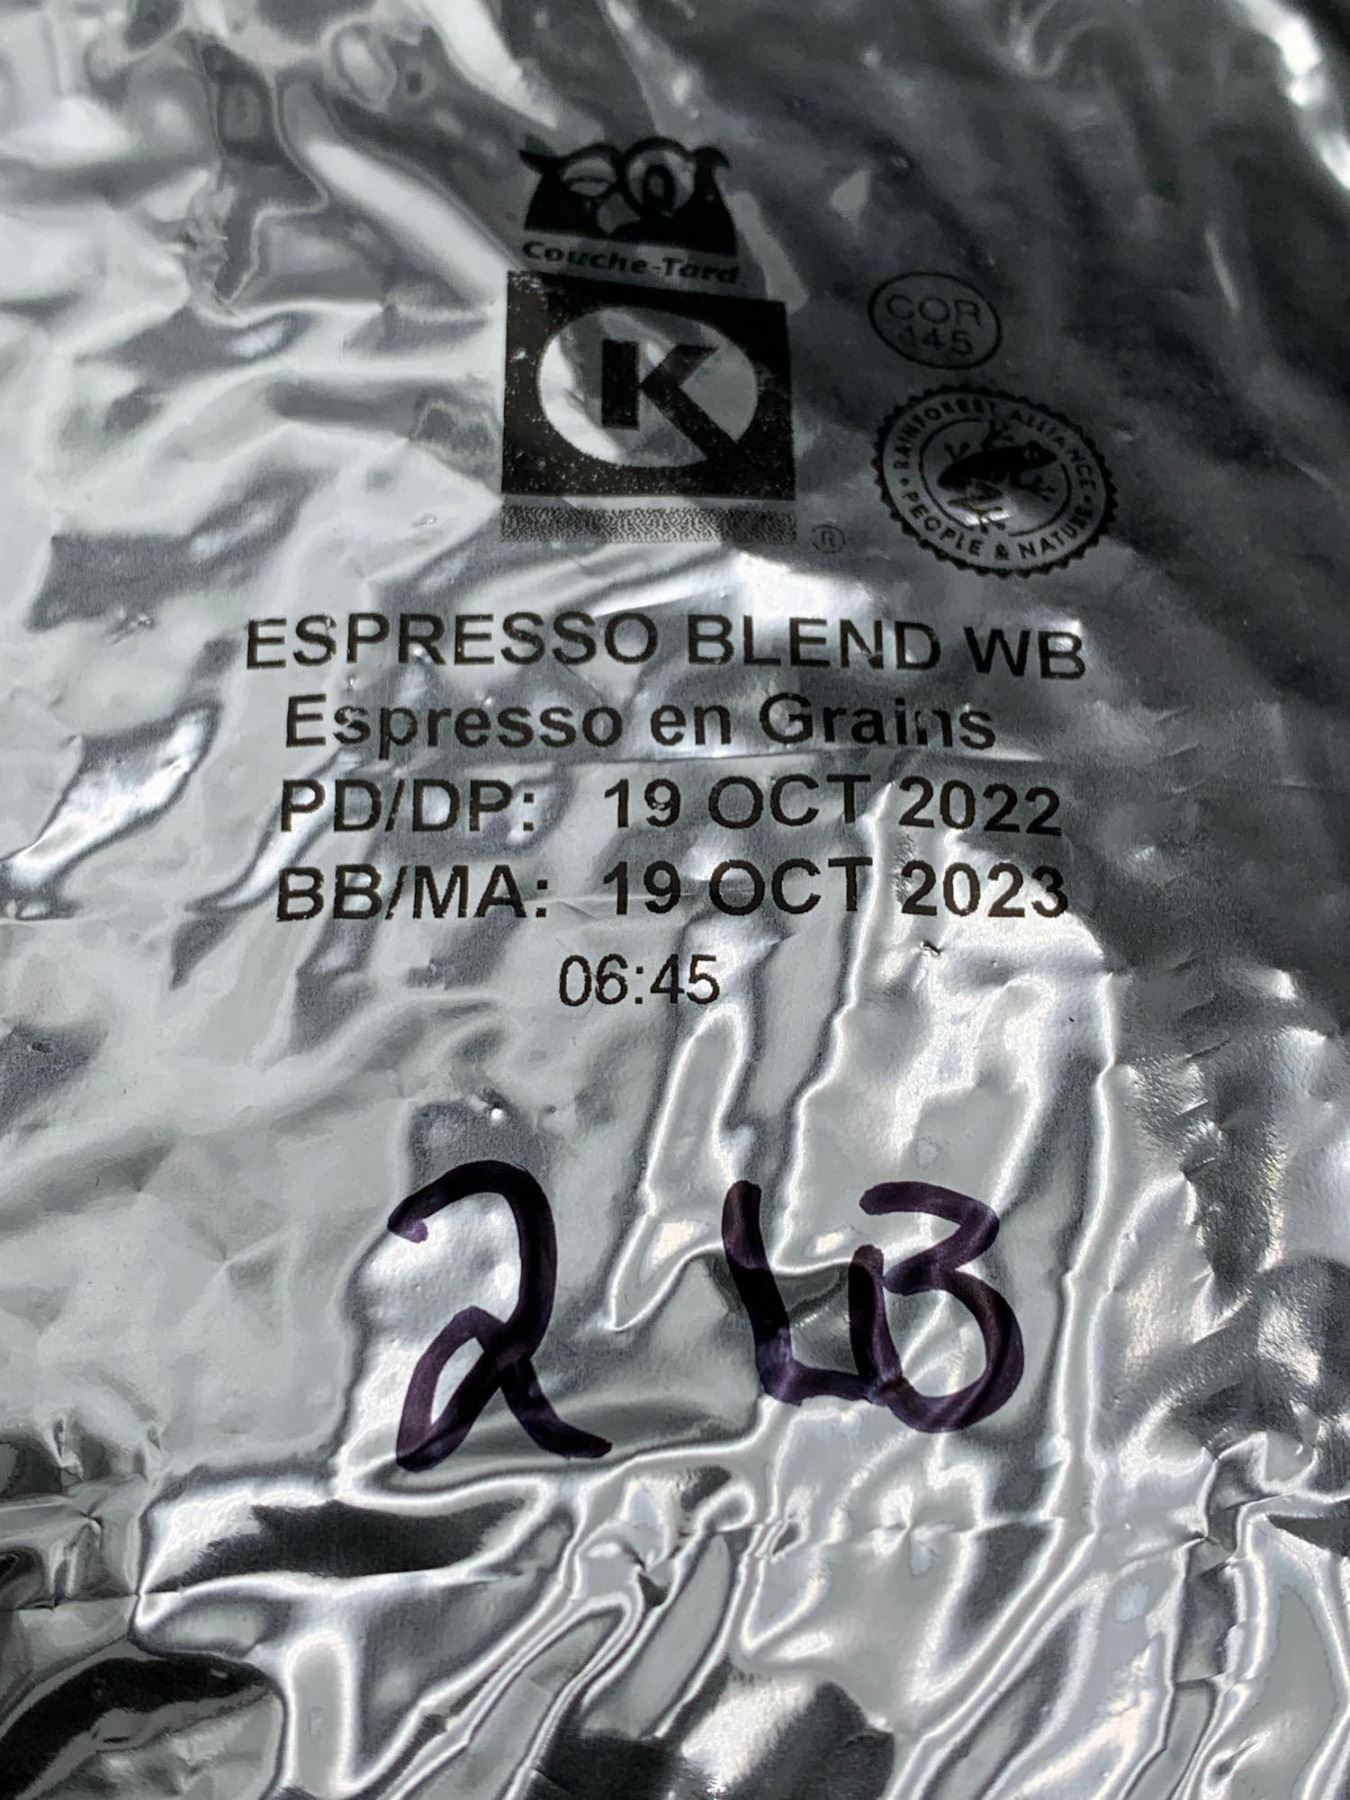 Couche-Tard
K
®
COR
445
RAINFOREST ALLIANCE
• PEOPLE & NATURE •
ESPRESSO BLEND WB
Espresso en Grains
PD/DP: 19 OCT 2022
BB/MA: 19 OCT 2023
06:45
2 LB